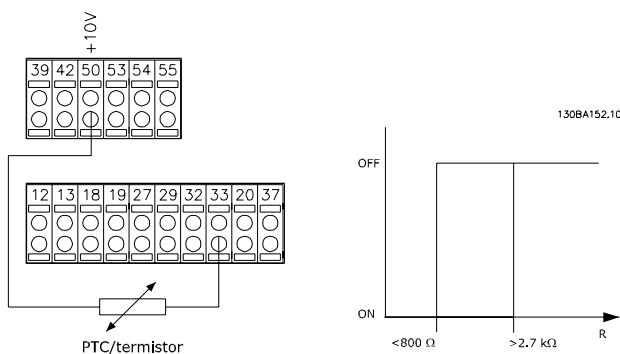 +10V
39 42 50 53 54 55
12 13 18 19 27 29 32 33 20 37
PTC/termistor
130BA152.10
OFF
ON
<800 Ω
>2.7 kΩ
R